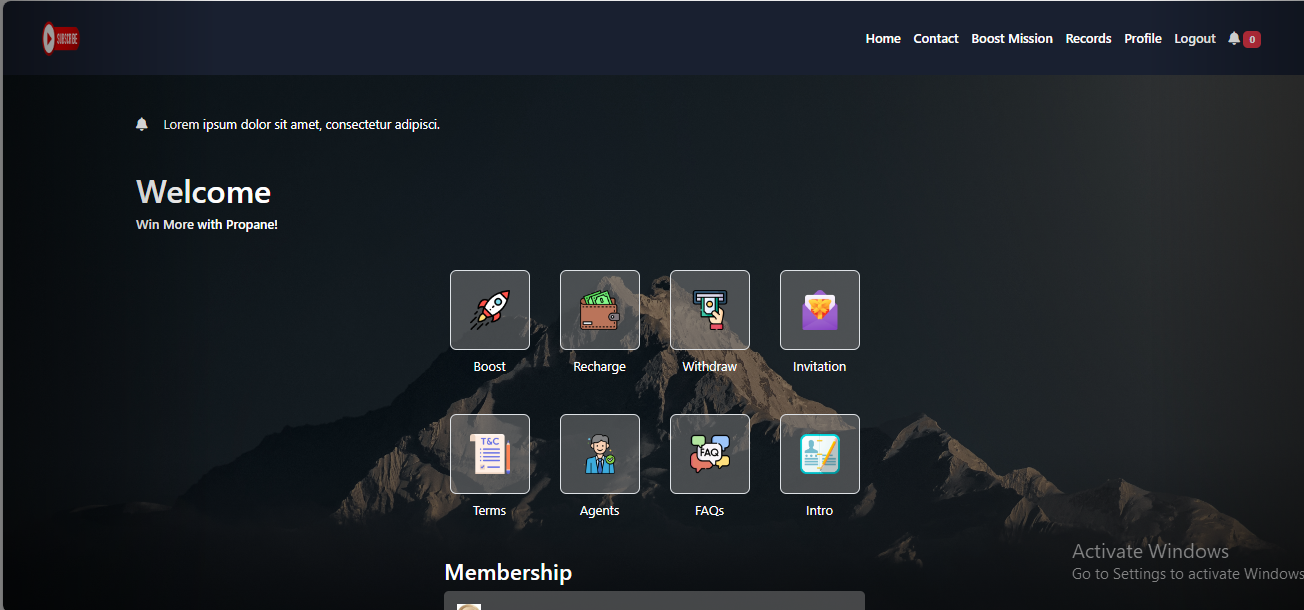 SUBSCRIBE
Home Contact Boost Mission Records Profile Logout 0
Lorem ipsum dolor sit amet, consectetur adipisci.
Welcome
Win More with Propane!
Boost Recharge Withdraw Invitation
T&C FAQ
Terms Agents FAQs Intro
Activate Windows
Go to Settings to activate Windows
Membership